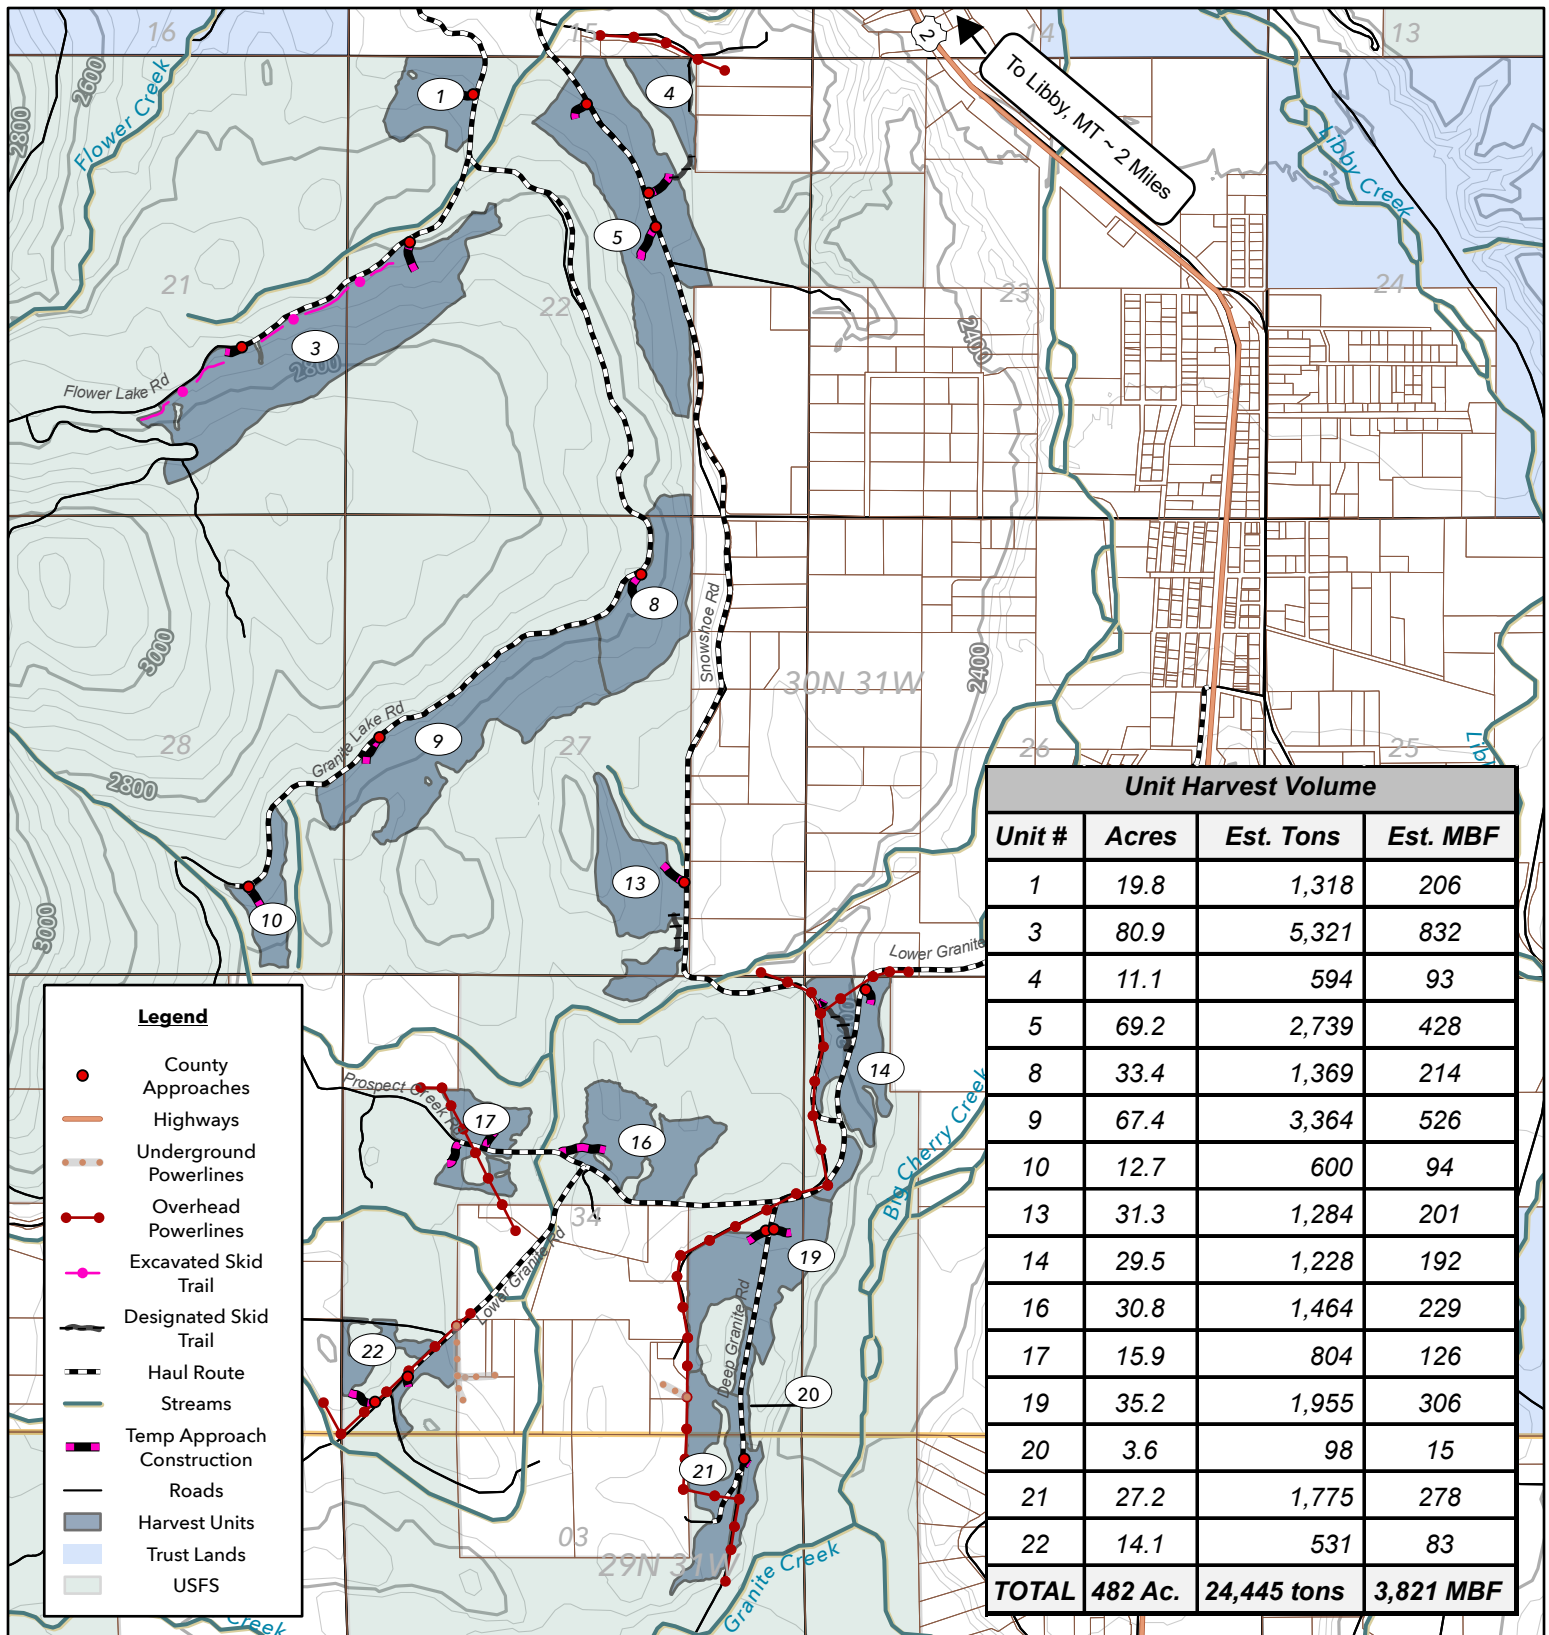 16
15
14
13
2
2600
2800
Flower Creek
To Libby, MT ~ 2 Miles
Libby Creek
1
4
5
21
22
23
24
3
2800
2400
Flower Lake Rd
8
Snowshoe Rd
3000
30N 31W
2400
Granite Lake Rd
9
28
27
26
25
2800
3000
13
10
Lower Granite
14
Prospect Creek Rd
17
16
Big Cherry Creek
34
19
Lower Granite Rd
Deep Granite Rd
22
20
21
03
29N 31W
Granite Creek
Creek
Legend
County
Approaches
Highways
Underground
Powerlines
Overhead
Powerlines
Excavated Skid
Trail
Designated Skid
Trail
Haul Route
Streams
Temp Approach
Construction
Roads
Harvest Units
Trust Lands
USFS
Unit Harvest Volume
Unit # Acres Est. Tons Est. MBF
1 19.8 1,318 206
3 80.9 5,321 832
4 11.1 594 93
5 69.2 2,739 428
8 33.4 1,369 214
9 67.4 3,364 526
10 12.7 600 94
13 31.3 1,284 201
14 29.5 1,228 192
16 30.8 1,464 229
17 15.9 804 126
19 35.2 1,955 306
20 3.6 98 15
21 27.2 1,775 278
22 14.1 531 83
TOTAL 482 Ac. 24,445 tons 3,821 MBF